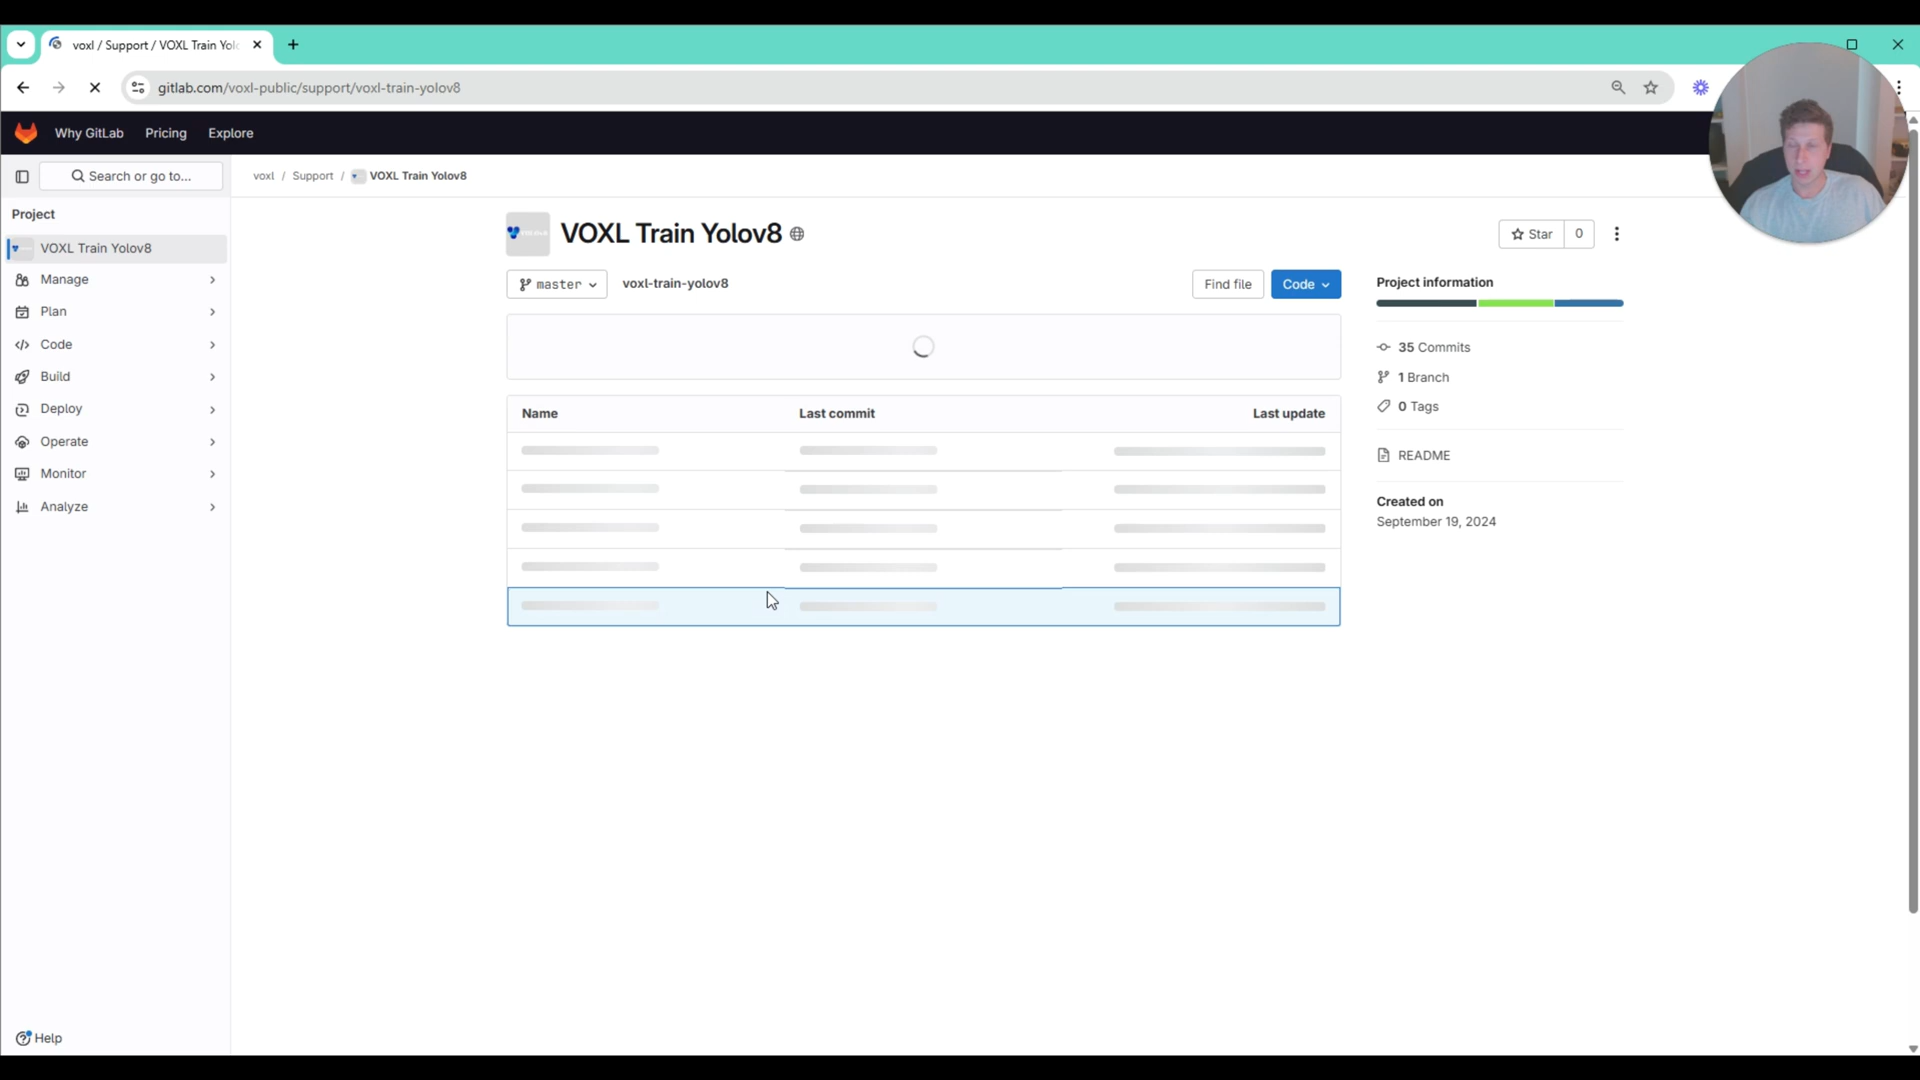 voxl / Support / VOXL Train Yol
gitlab.com/voxl-public/support/voxl-train-yolov8
Why GitLab
Pricing
Explore
Search or go to...
voxl / Support / VOXL Train Yolov8
Project
VOXL Train Yolov8
Manage
Plan
Code
Build
Deploy
Operate
Monitor
Analyze
Help
VOXL Train Yolov8
Star 0
master
voxl-train-yolov8
Find file
Code
Name
Last commit
Last update
Project information
35 Commits
1 Branch
0 Tags
README
Created on
September 19, 2024